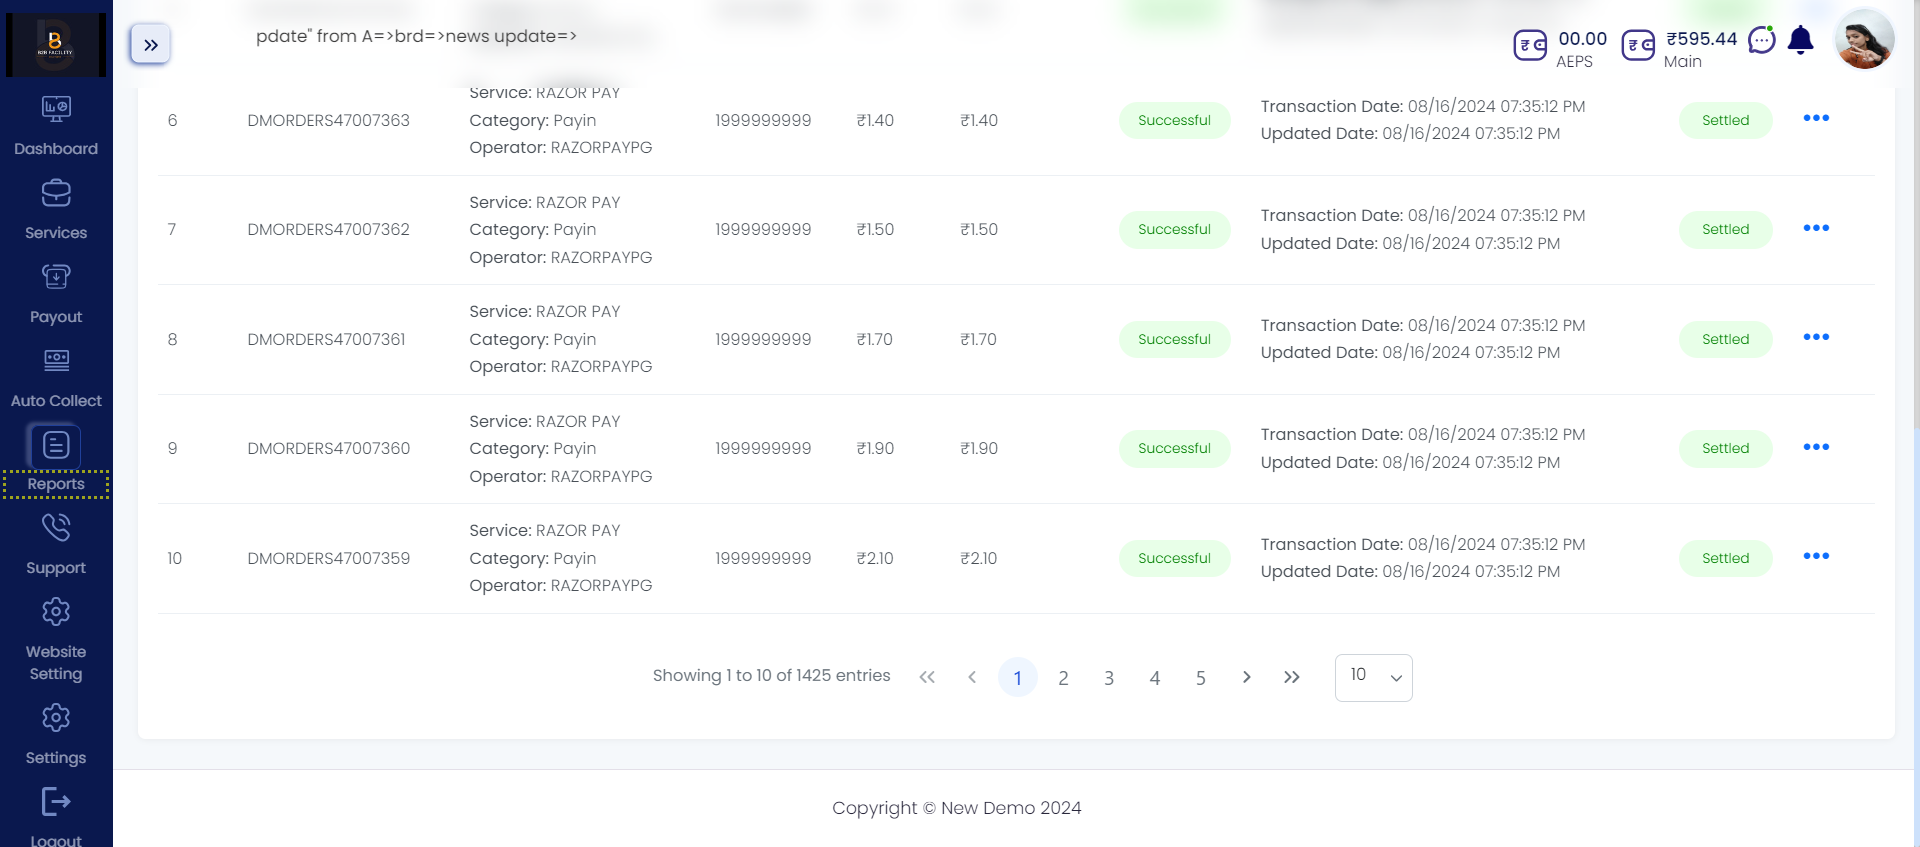 B2B FACILITY
pdate" from A=>brd=>news update=>
₹ 00.00
AEPS
₹ ₹595.44
Main
Dashboard
Services
Payout
Auto Collect
Reports
Support
Website
Setting
Settings
Logout
6 DMORDERS47007363 Service: RAZOR PAY
Category: Payin
Operator: RAZORPAYPG 1999999999 ₹1.40 ₹1.40 Successful Transaction Date: 08/16/2024 07:35:12 PM
Updated Date: 08/16/2024 07:35:12 PM Settled
7 DMORDERS47007362 Service: RAZOR PAY
Category: Payin
Operator: RAZORPAYPG 1999999999 ₹1.50 ₹1.50 Successful Transaction Date: 08/16/2024 07:35:12 PM
Updated Date: 08/16/2024 07:35:12 PM Settled
8 DMORDERS47007361 Service: RAZOR PAY
Category: Payin
Operator: RAZORPAYPG 1999999999 ₹1.70 ₹1.70 Successful Transaction Date: 08/16/2024 07:35:12 PM
Updated Date: 08/16/2024 07:35:12 PM Settled
9 DMORDERS47007360 Service: RAZOR PAY
Category: Payin
Operator: RAZORPAYPG 1999999999 ₹1.90 ₹1.90 Successful Transaction Date: 08/16/2024 07:35:12 PM
Updated Date: 08/16/2024 07:35:12 PM Settled
10 DMORDERS47007359 Service: RAZOR PAY
Category: Payin
Operator: RAZORPAYPG 1999999999 ₹2.10 ₹2.10 Successful Transaction Date: 08/16/2024 07:35:12 PM
Updated Date: 08/16/2024 07:35:12 PM Settled
Showing 1 to 10 of 1425 entries 1 2 3 4 5 10
Copyright © New Demo 2024